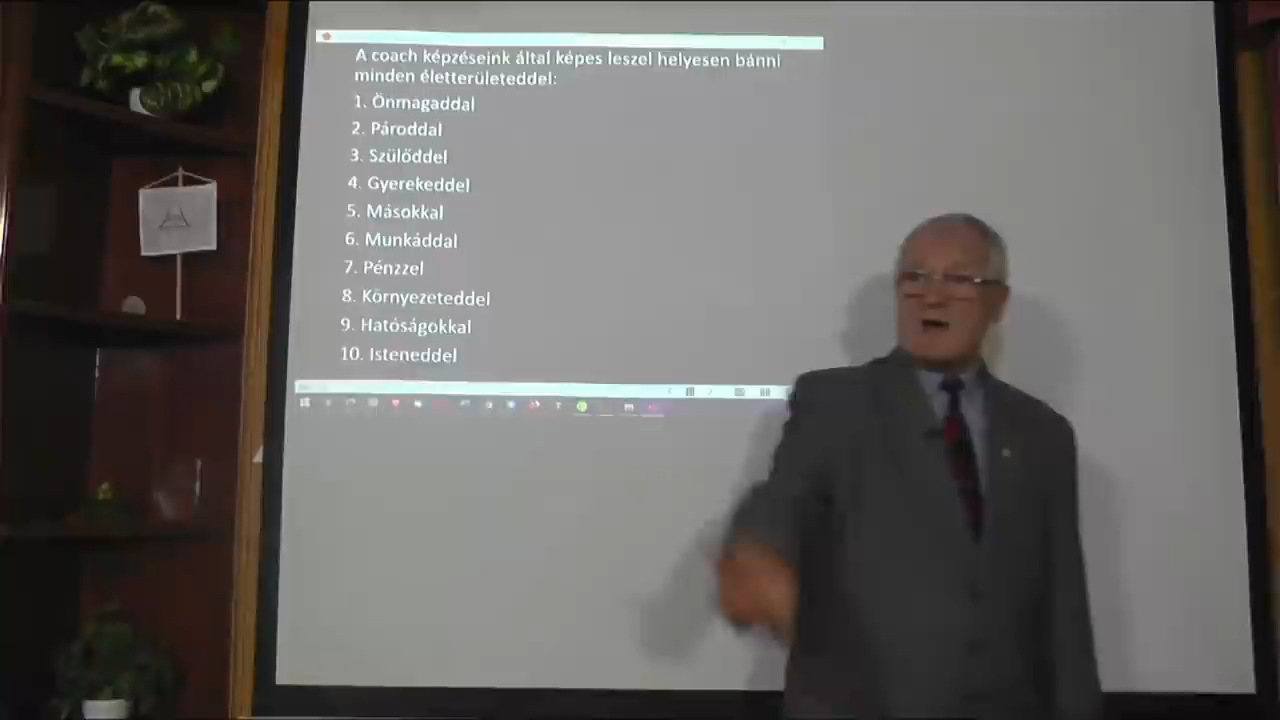 A coach képzéseink által képes leszel helyesen bánni
minden életterületeddel:
1. Önmagaddal
2. Pároddal
3. Szülőddel
4. Gyerekeddel
5. Másokkal
6. Munkáddal
7. Pénzzel
8. Környezeteddel
9. Hatóságokkal
10. Isteneddel